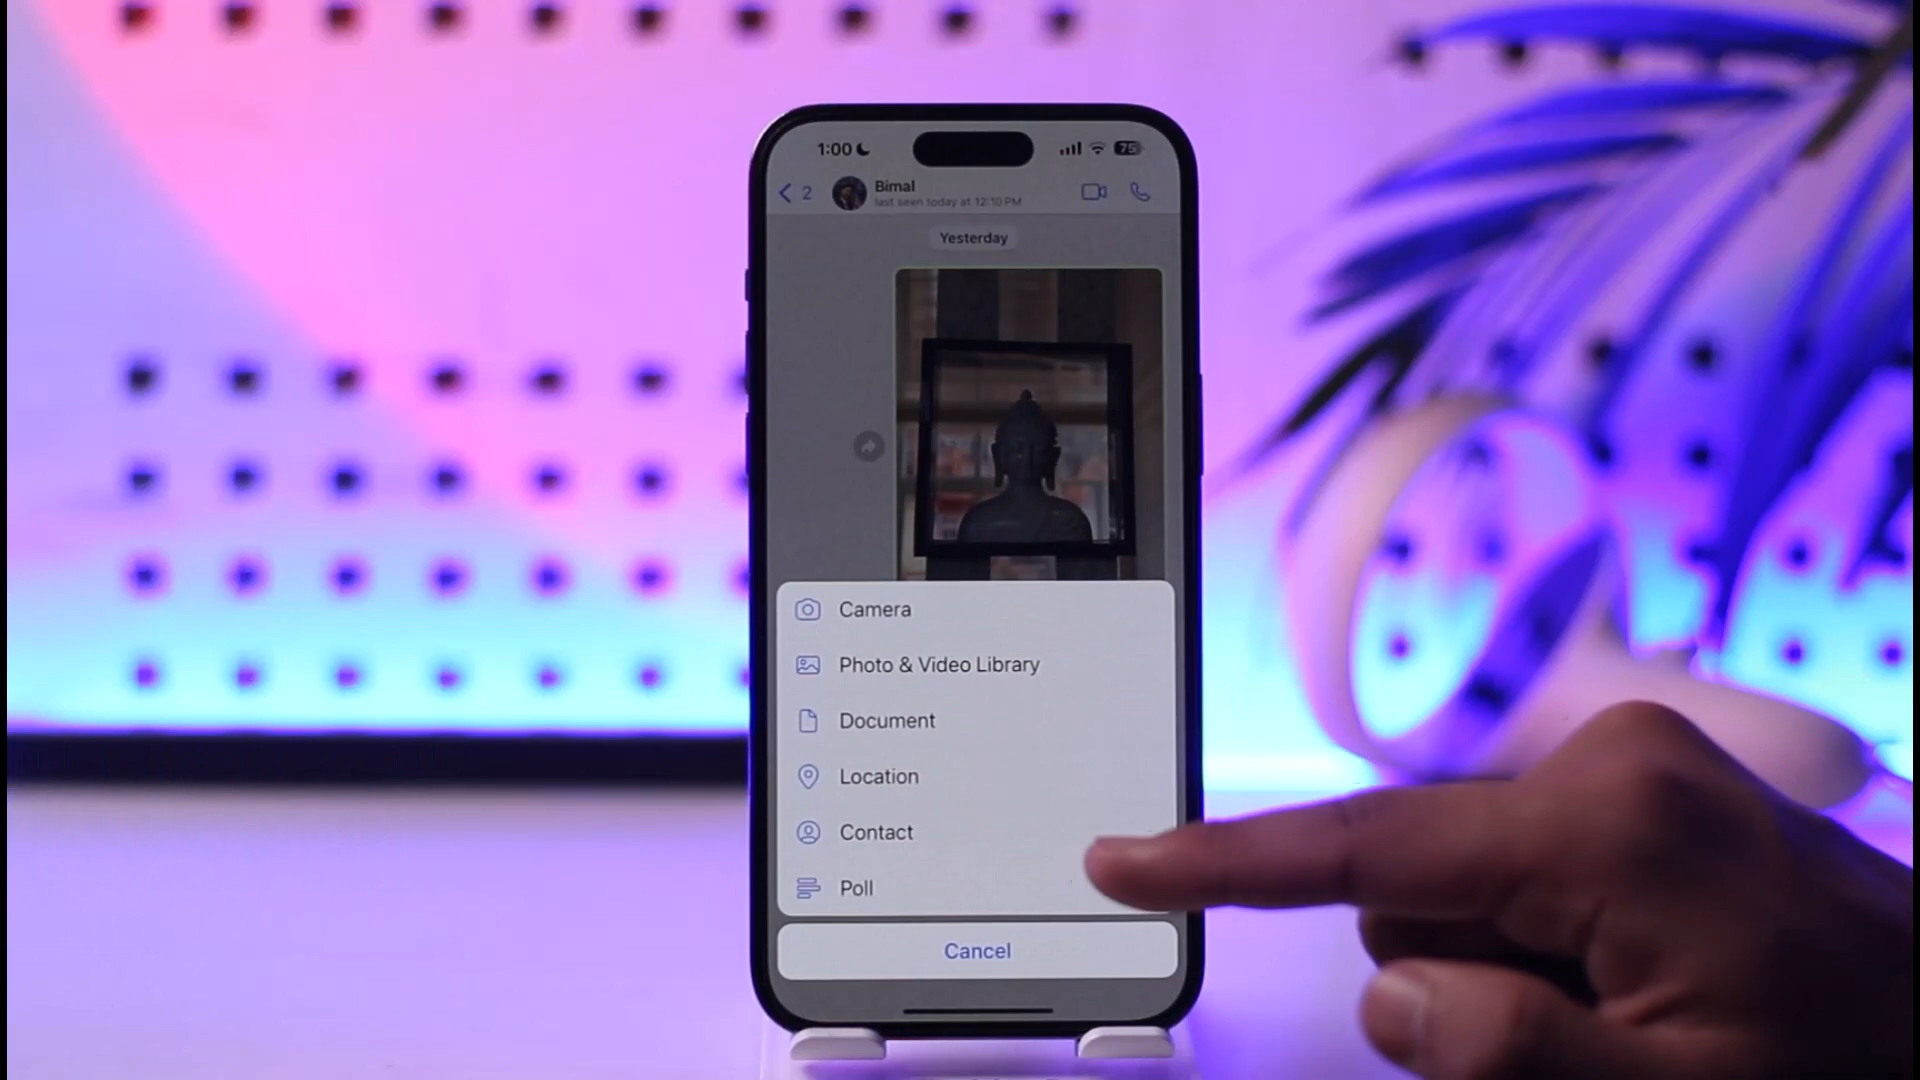 1:00
75
2
Bimal
last seen today at 12:10 PM
Yesterday
Camera
Photo & Video Library
Document
Location
Contact
Poll
Cancel